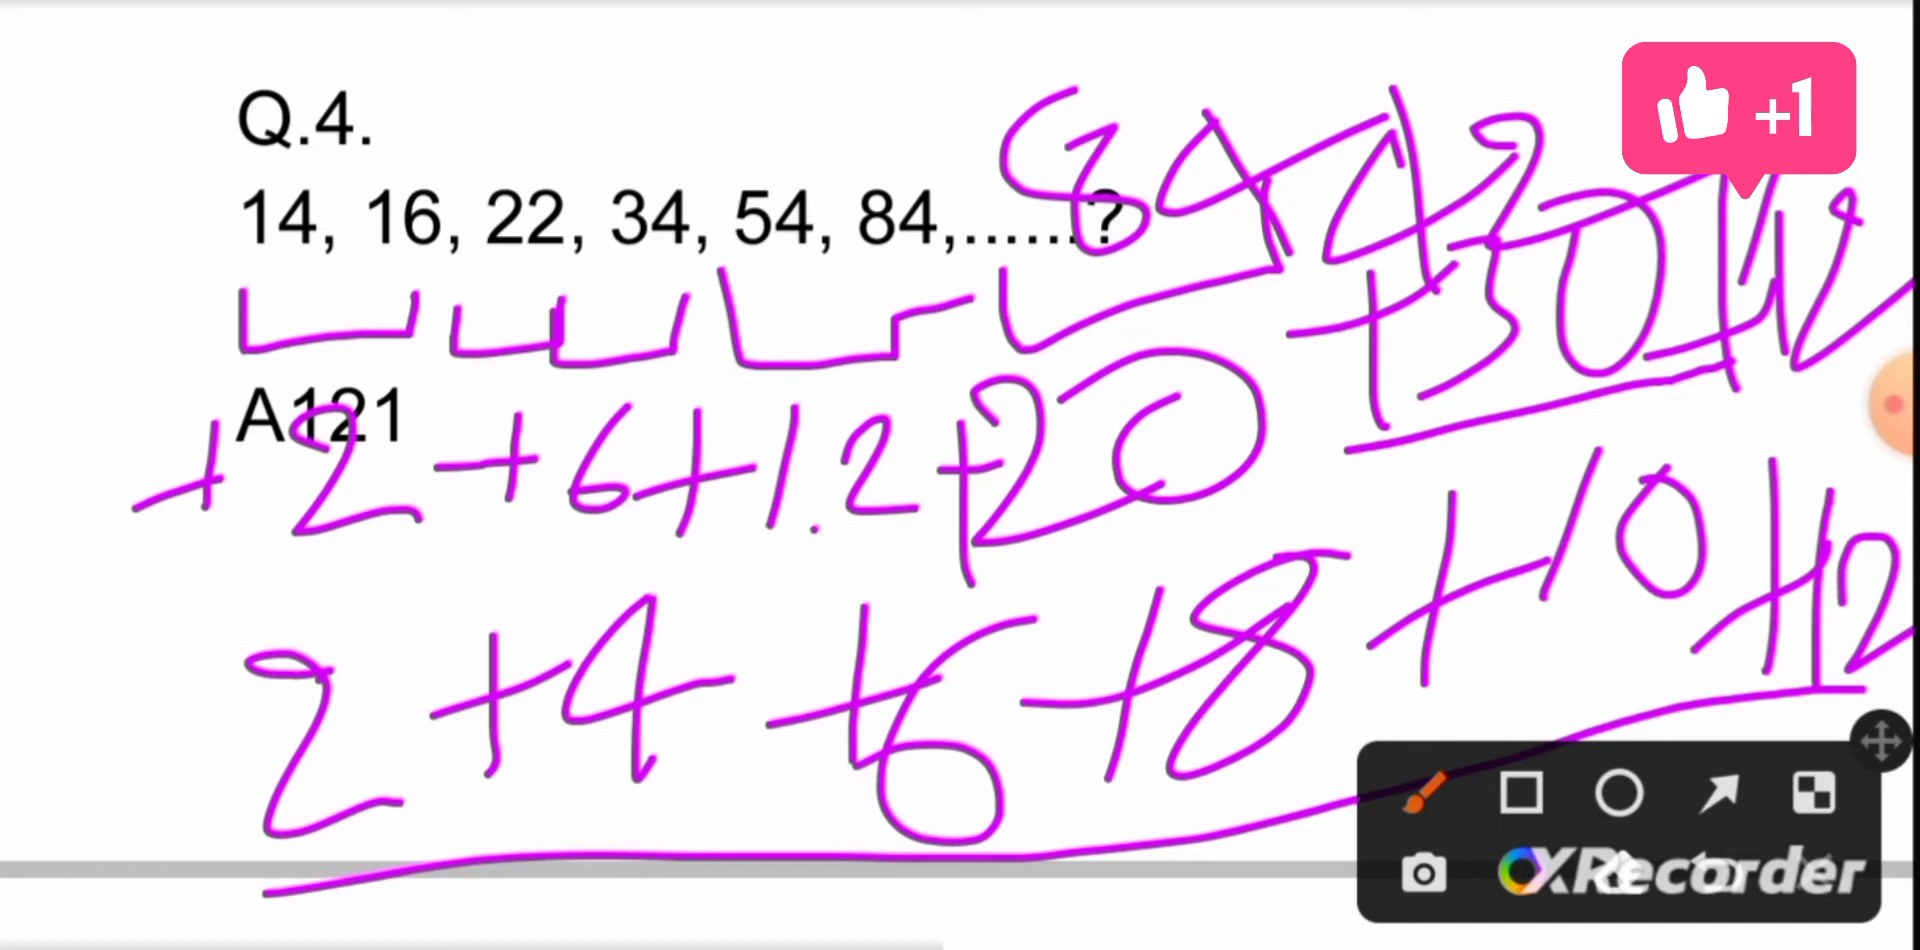 Q.4.
14, 16, 22, 34, 54, 84,......?
84
+30+12
A121
+2 +6 +12 +20
2 +4 +6 +8 +10 +12
+1
XRecorder